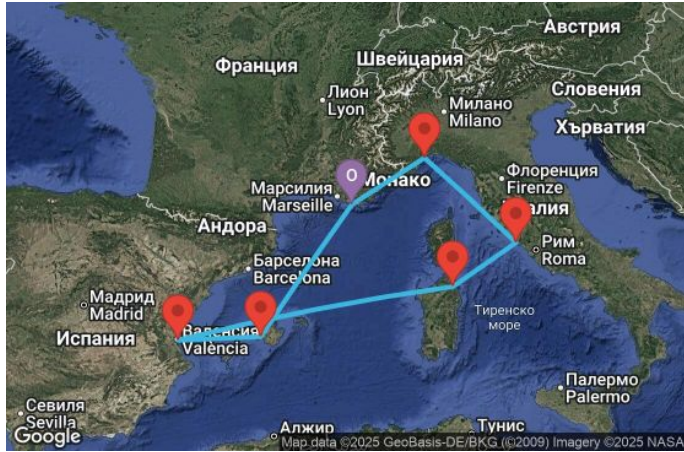 Австрия
Франция
Швейцария
Словения
Лион
Lyon
Милано
Milano
Хърватия
Флоренция
Firenze
Монако
Марсилия
Marseille
О
Андора
Рим
Roma
Барселона
Barcelona
Мадрид
Madrid
Тиренско
море
Испания
Валенсия
València
Палермо
Palermo
Севиля
Sevilla
Алжир
Тунис
Google
Map data ©2025 GeoBasis-DE/BKG (©2009) Imagery ©2025 NASA